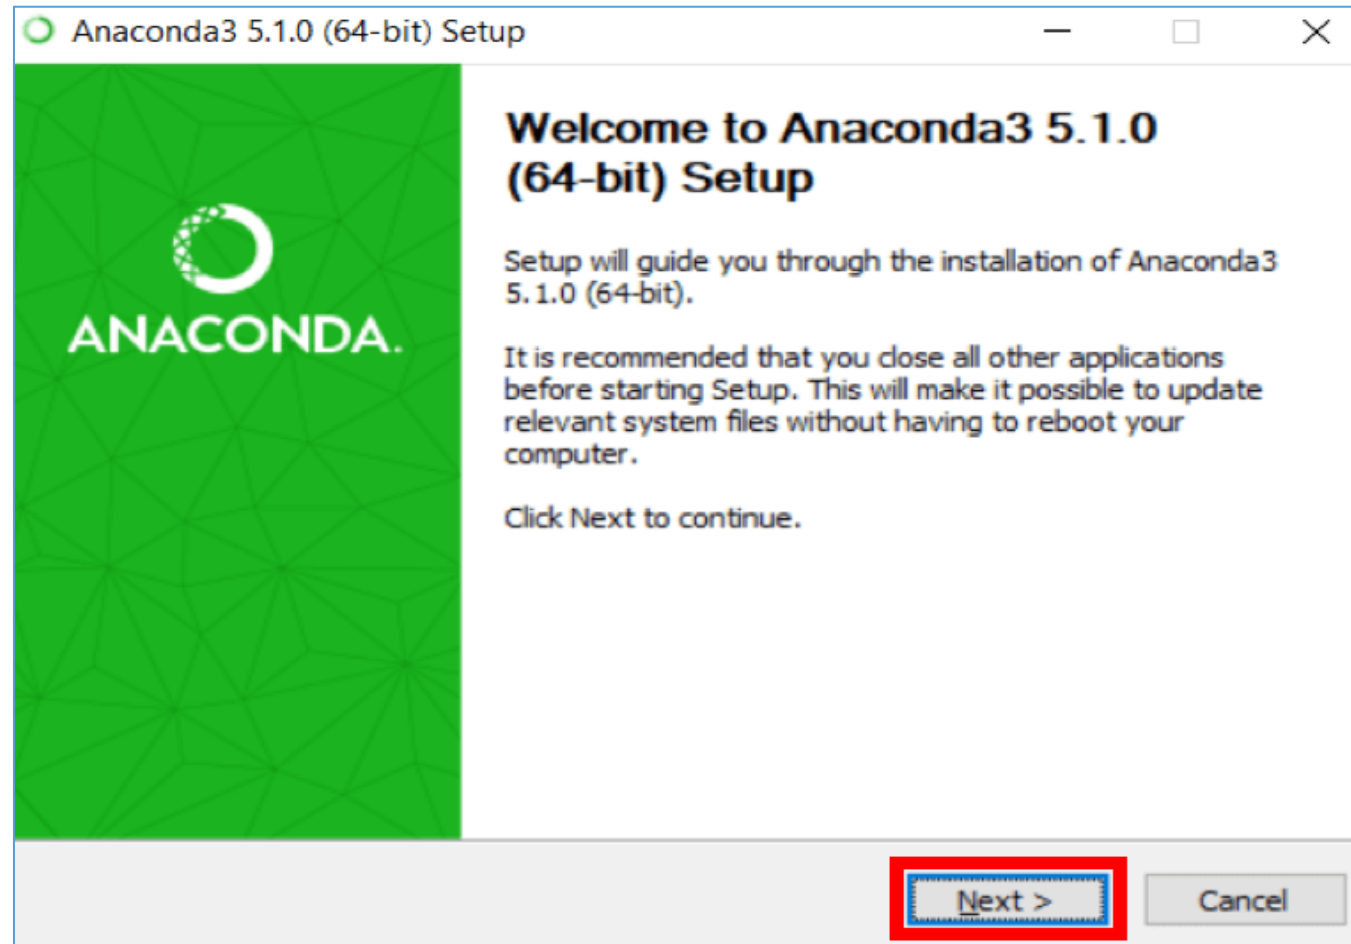 Anaconda3 5.1.0 (64-bit) Setup
ANACONDA.
Welcome to Anaconda3 5.1.0
(64-bit) Setup
Setup will guide you through the installation of Anaconda3
5.1.0 (64-bit).
It is recommended that you close all other applications
before starting Setup. This will make it possible to update
relevant system files without having to reboot your
computer.
Click Next to continue.
Next >
Cancel